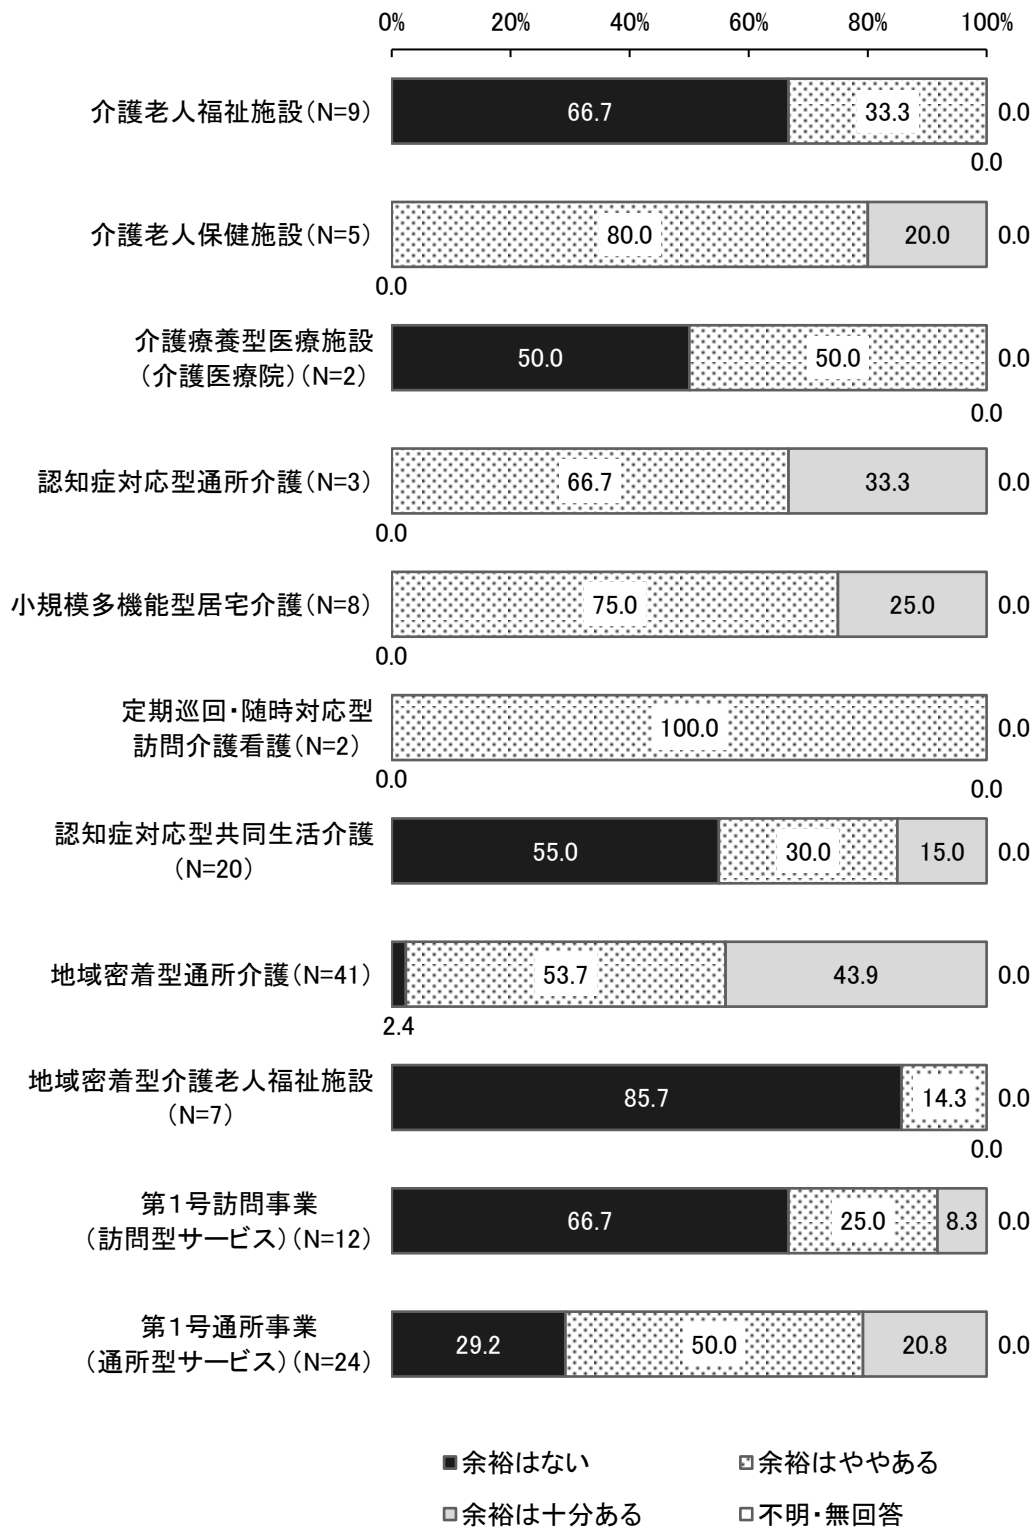 0% 20% 40% 60% 80% 100%
介護老人福祉施設(N=9) 66.7 33.3 0.0
0.0
介護老人保健施設(N=5) 80.0 20.0 0.0
0.0
介護療養型医療施設
(介護医療院)(N=2) 50.0 50.0 0.0
0.0
認知症対応型通所介護(N=3) 66.7 33.3 0.0
0.0
小規模多機能型居宅介護(N=8) 75.0 25.0 0.0
0.0
定期巡回・随時対応型
訪問介護看護(N=2) 100.0 0.0
0.0 0.0
認知症対応型共同生活介護
(N=20) 55.0 30.0 15.0 0.0
地域密着型通所介護(N=41) 53.7 43.9 0.0
2.4
地域密着型介護老人福祉施設
(N=7) 85.7 14.3 0.0
0.0
第1号訪問事業
(訪問型サービス)(N=12) 66.7 25.0 8.3 0.0
第1号通所事業
(通所型サービス)(N=24) 29.2 50.0 20.8 0.0
余裕はない 余裕はややある
余裕は十分ある 不明・無回答